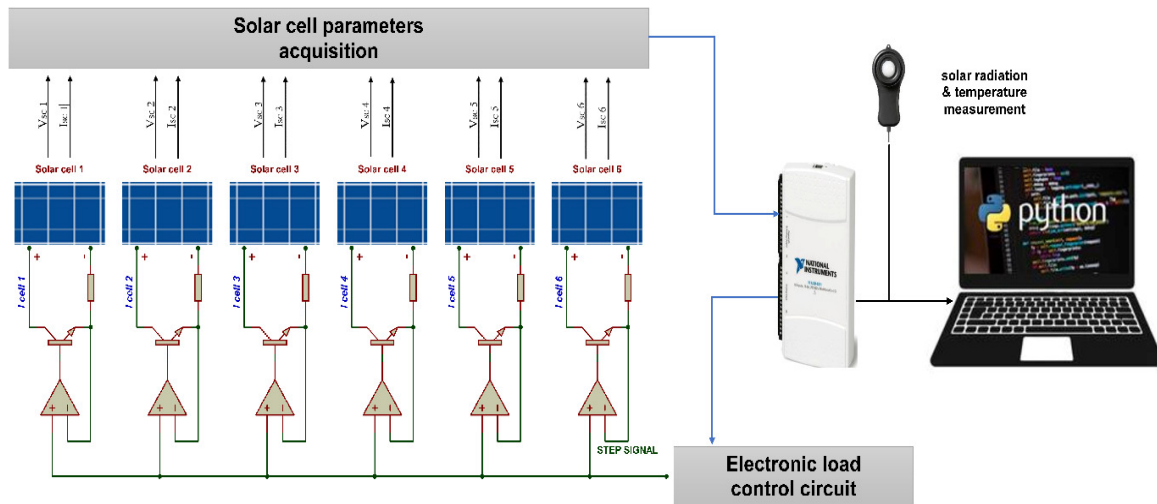 Solar cell parameters
acquisition
Vsc 1
Isc 1
Vsc 2
Isc 2
Vsc 3
Isc 3
Vsc 4
Isc 4
Vsc 5
Isc 5
Vsc 6
Isc 6
solar radiation
& temperature
measurement
Solar cell 1
Solar cell 2
Solar cell 3
Solar cell 4
Solar cell 5
Solar cell 6
python
+ -
+ -
+ -
+ -
+ -
+ -
I cell 1
I cell 2
I cell 3
I cell 4
I cell 5
I cell 6
NATIONAL
INSTRUMENTS
+ -
+ -
+ -
+ -
+ -
+ -
STEP SIGNAL
Electronic load
control circuit